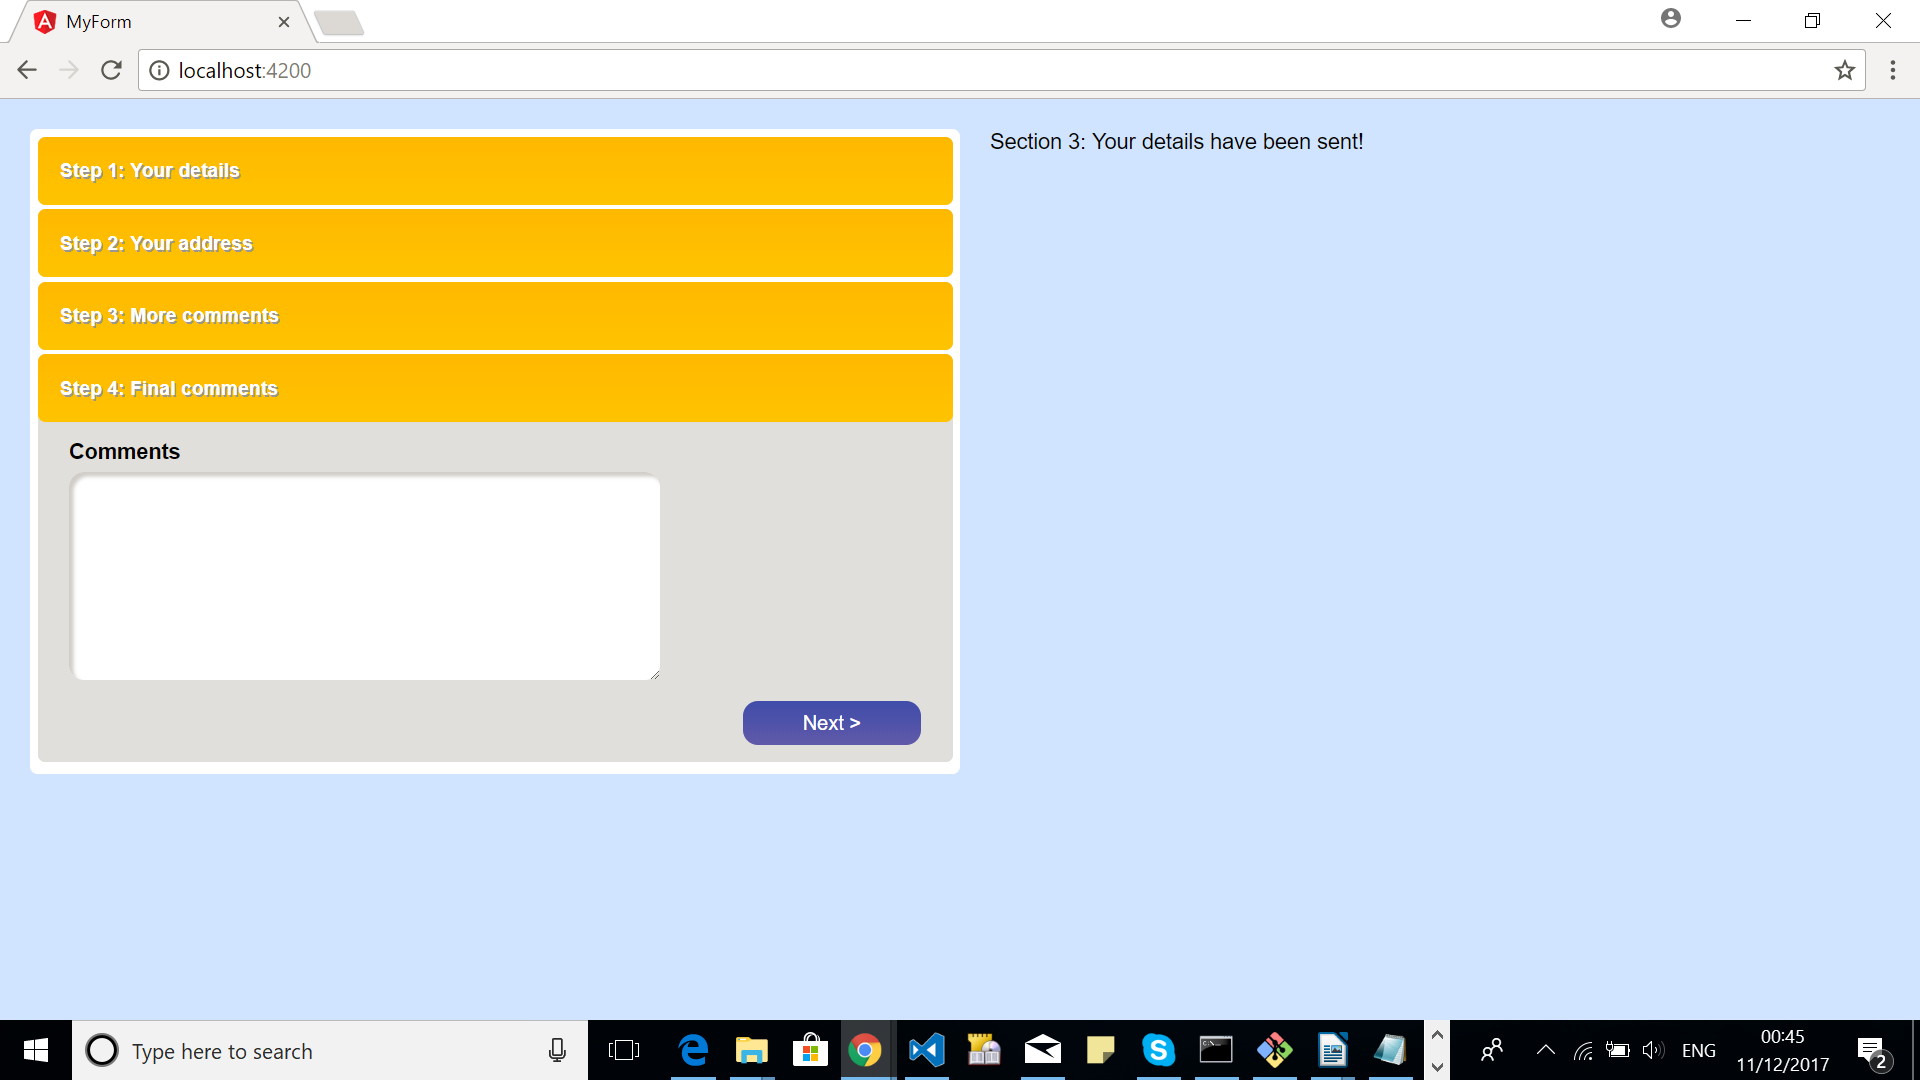 MyForm
localhost:4200
Step 1: Your details
Section 3: Your details have been sent!
Step 2: Your address
Step 3: More comments
Step 4: Final comments
Comments
Next >
Type here to search
ENG
00:45
11/12/2017
2